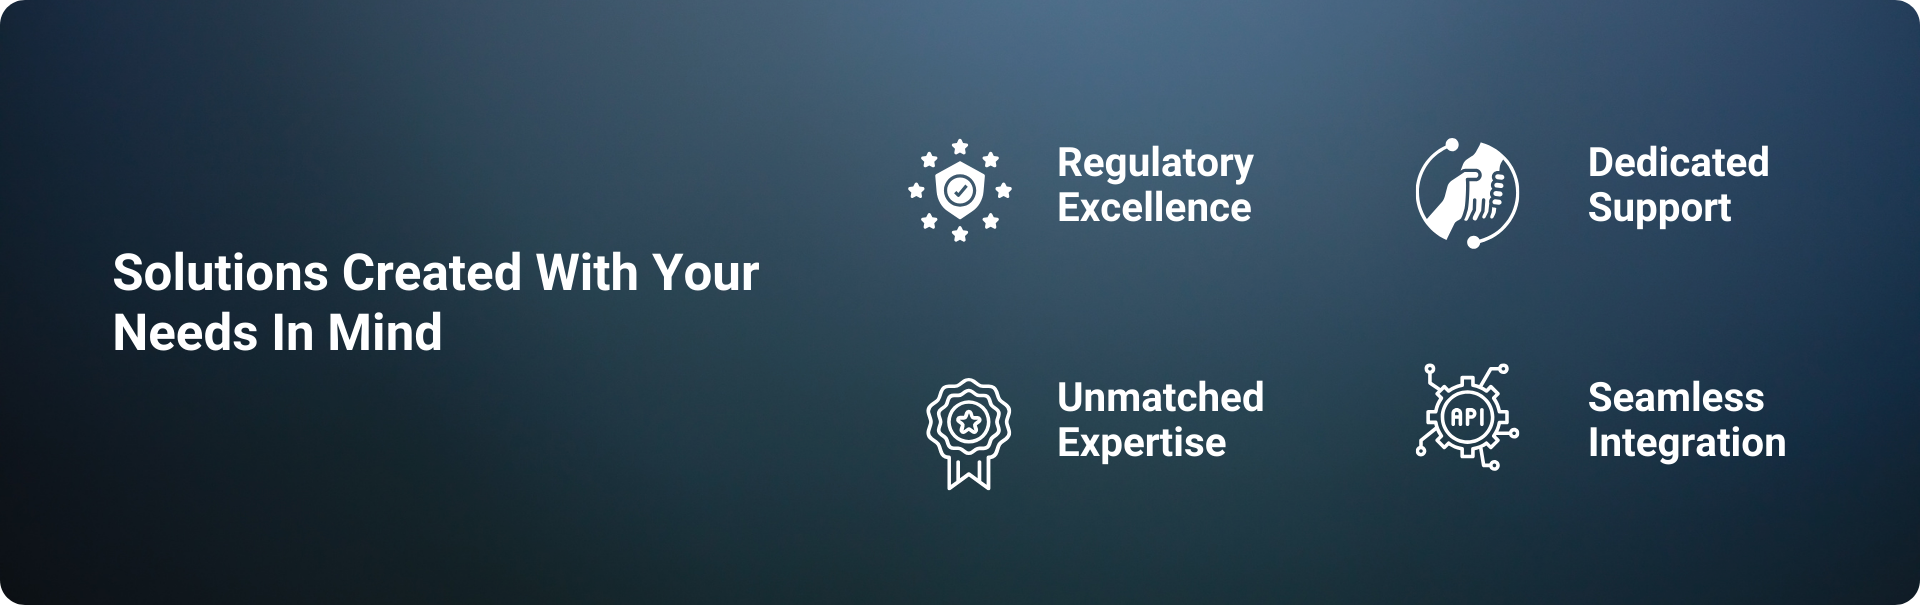 Solutions Created With Your
Needs In Mind
Regulatory
Excellence
Dedicated
Support
Unmatched
Expertise
API
Seamless
Integration